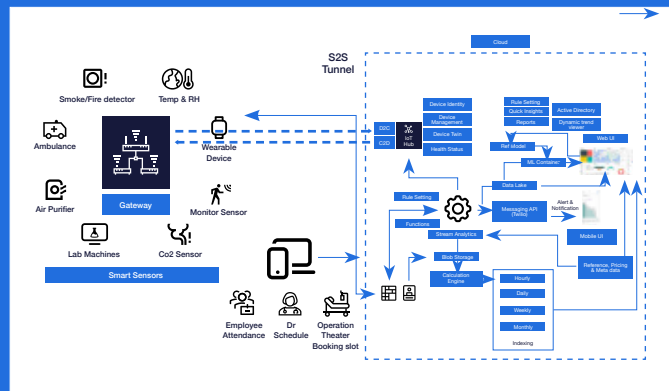 Cloud
S2S
Tunnel
Smoke/Fire detector
Temp & RH
Ambulance
Wearable
Device
Gateway
Air Purifier
Monitor Sensor
Lab Machines
Co2 Sensor
Smart Sensors
Employee
Attendance
Dr
Schedule
Operation
Theater
Booking slot
D2C
C2D
IoT
Hub
Device Identity
Device
Management
Device Twin
Health Status
Rule Setting
Quick Insights
Reports
Active Directory
Dynamic trend
viewer
Web UI
Ref Model
ML Container
Data Lake
Rule Setting
Functions
Messaging API
(Twilio)
Alert &
Notification
Mobile UI
Stream Analytics
Blob Storage
Calculation
Engine
Reference, Pricing
& Meta data
Hourly
Daily
Weekly
Monthly
Indexing